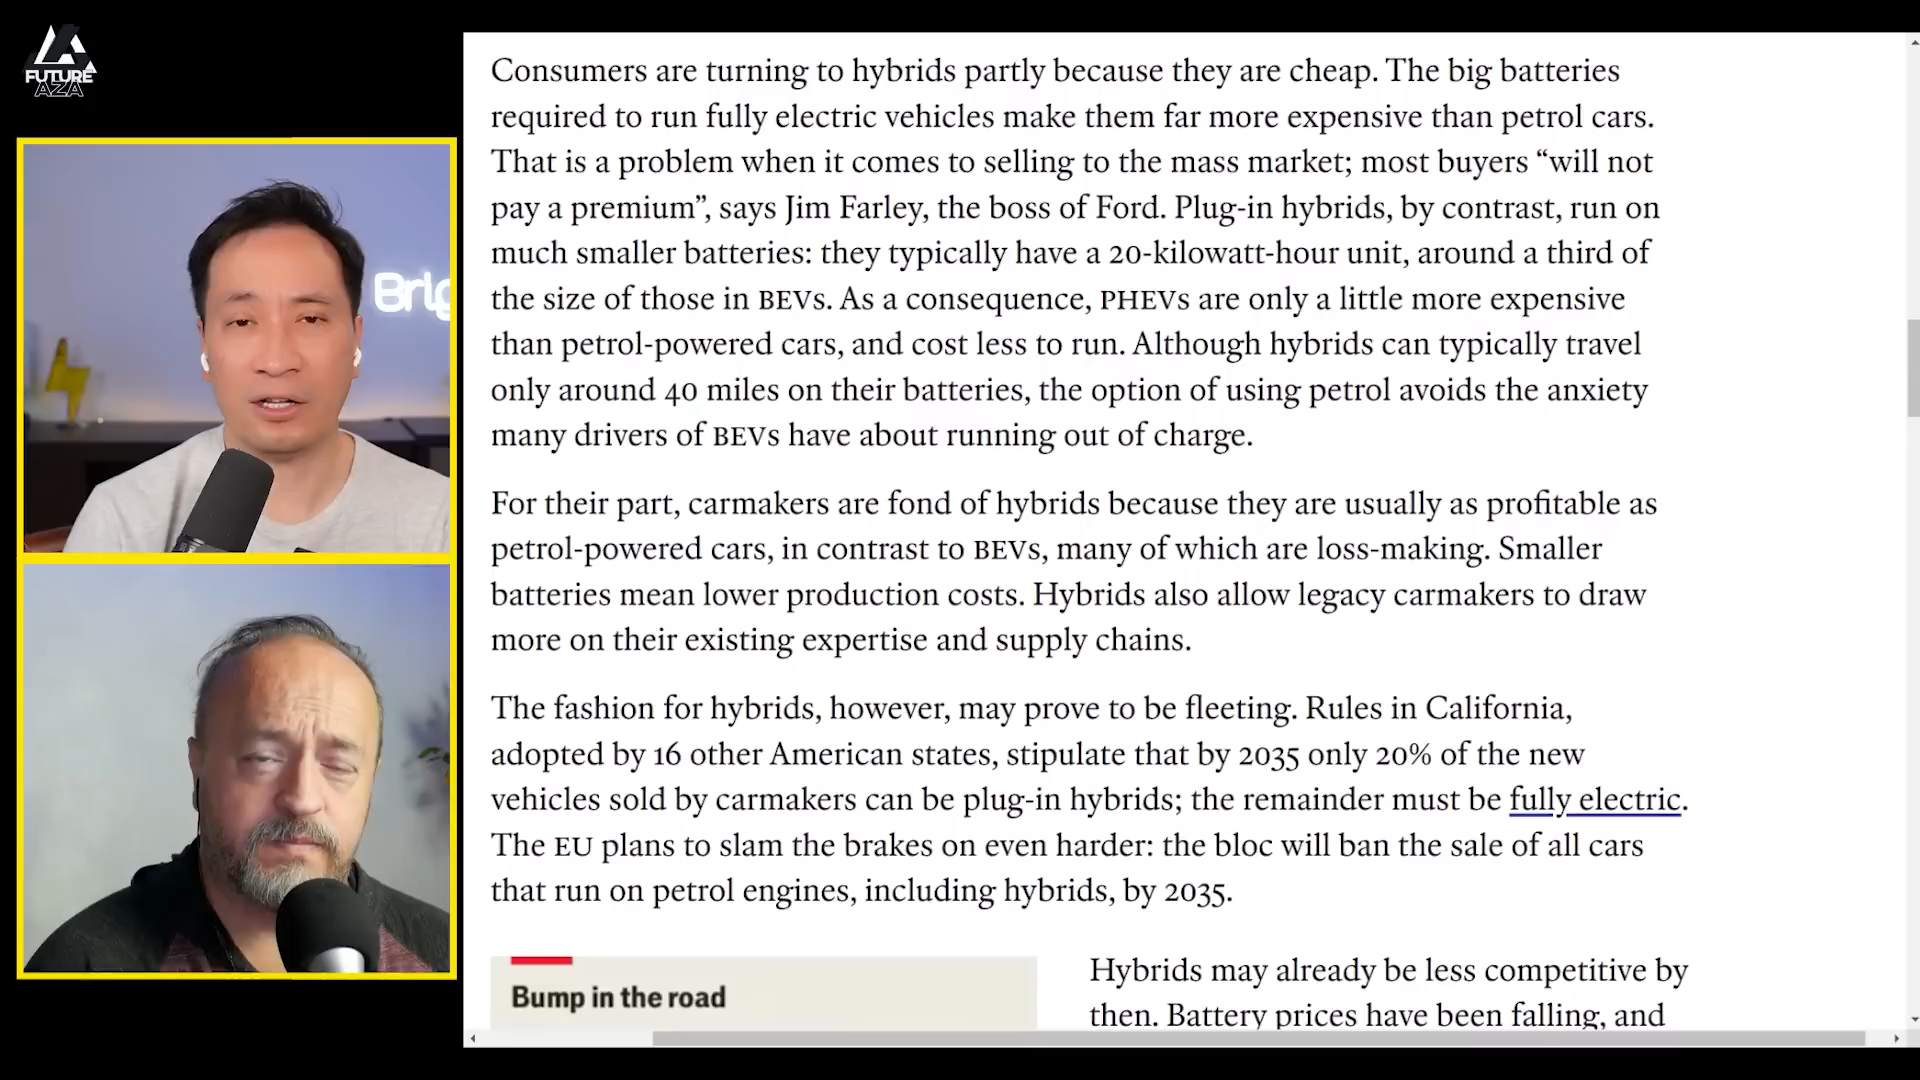 FUTURE
AZA
Brig
Consumers are turning to hybrids partly because they are cheap. The big batteries
required to run fully electric vehicles make them far more expensive than petrol cars.
That is a problem when it comes to selling to the mass market; most buyers “will not
pay a premium”, says Jim Farley, the boss of Ford. Plug-in hybrids, by contrast, run on
much smaller batteries: they typically have a 20-kilowatt-hour unit, around a third of
the size of those in BEVs. As a consequence, PHEVs are only a little more expensive
than petrol-powered cars, and cost less to run. Although hybrids can typically travel
only around 40 miles on their batteries, the option of using petrol avoids the anxiety
many drivers of BEVs have about running out of charge.
For their part, carmakers are fond of hybrids because they are usually as profitable as
petrol-powered cars, in contrast to BEVs, many of which are loss-making. Smaller
batteries mean lower production costs. Hybrids also allow legacy carmakers to draw
more on their existing expertise and supply chains.
The fashion for hybrids, however, may prove to be fleeting. Rules in California,
adopted by 16 other American states, stipulate that by 2035 only 20% of the new
vehicles sold by carmakers can be plug-in hybrids; the remainder must be fully electric.
The EU plans to slam the brakes on even harder: the bloc will ban the sale of all cars
that run on petrol engines, including hybrids, by 2035.
Bump in the road
Hybrids may already be less competitive by
then. Battery prices have been falling, and